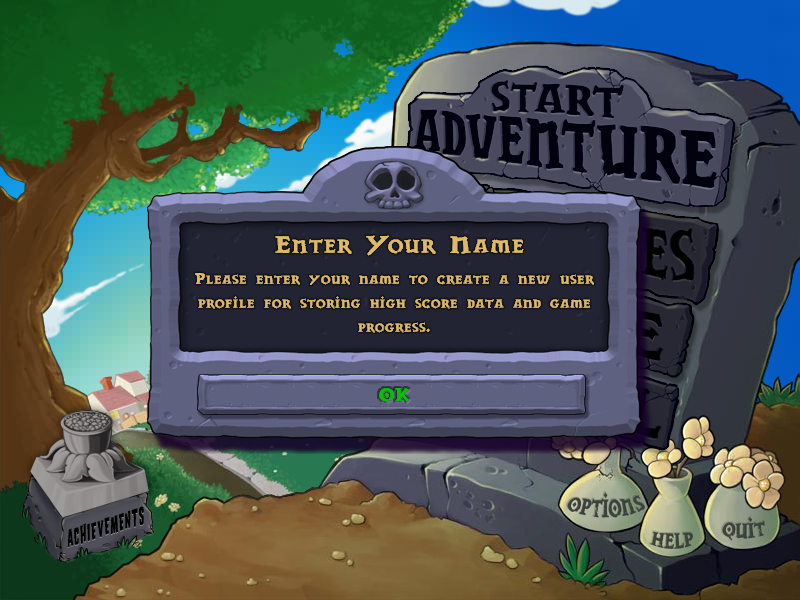 START
ADVENTURE
ENTER YOUR NAME
PLEASE ENTER YOUR NAME TO CREATE A NEW USER
PROFILE FOR STORING HIGH SCORE DATA AND GAME
PROGRESS.
OK
ACHIEVEMENTS
OPTIONS
HELP
QUIT